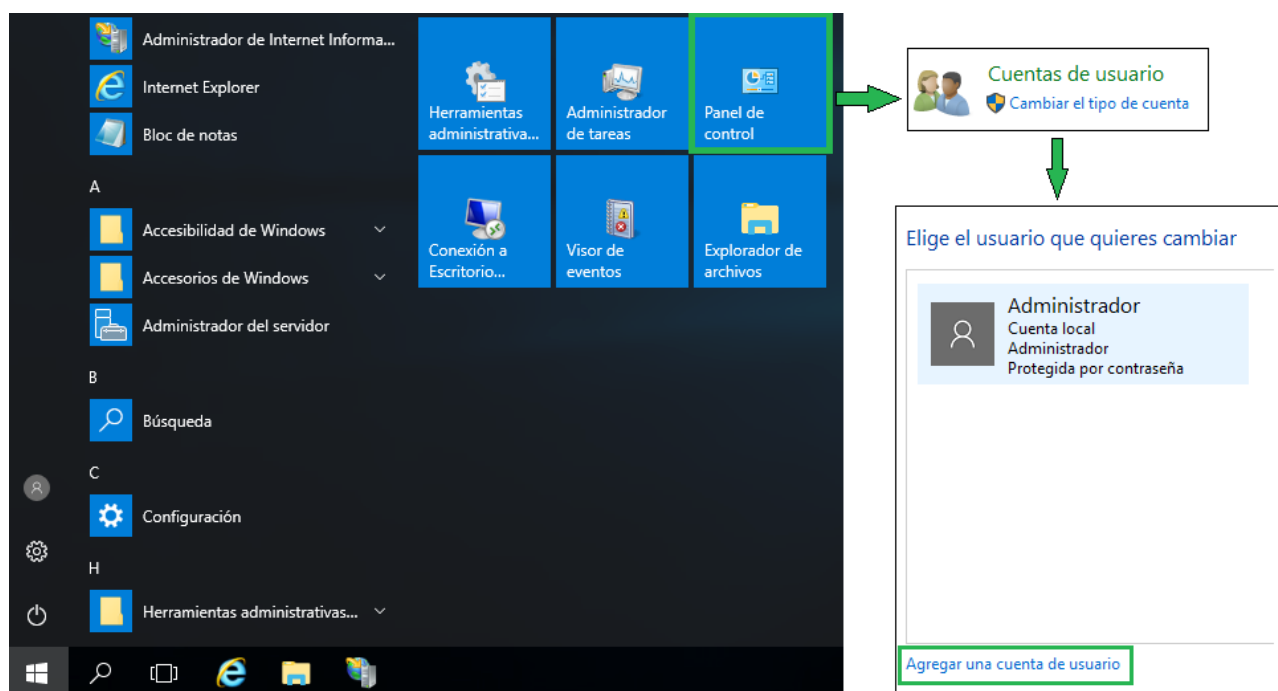 Administrador de Internet Informa...
Internet Explorer
Bloc de notas
A
Accesibilidad de Windows
Accesorios de Windows
Administrador del servidor
B
Búsqueda
C
Configuración
H
Herramientas administrativas...
Herramientas
administrativa...
Administrador
de tareas
Panel de
control
Conexión a
Escritorio...
Visor de
eventos
Explorador de
archivos
Cuentas de usuario
Cambiar el tipo de cuenta
Elige el usuario que quieres cambiar
Administrador
Cuenta local
Administrador
Protegida por contraseña
Agregar una cuenta de usuario